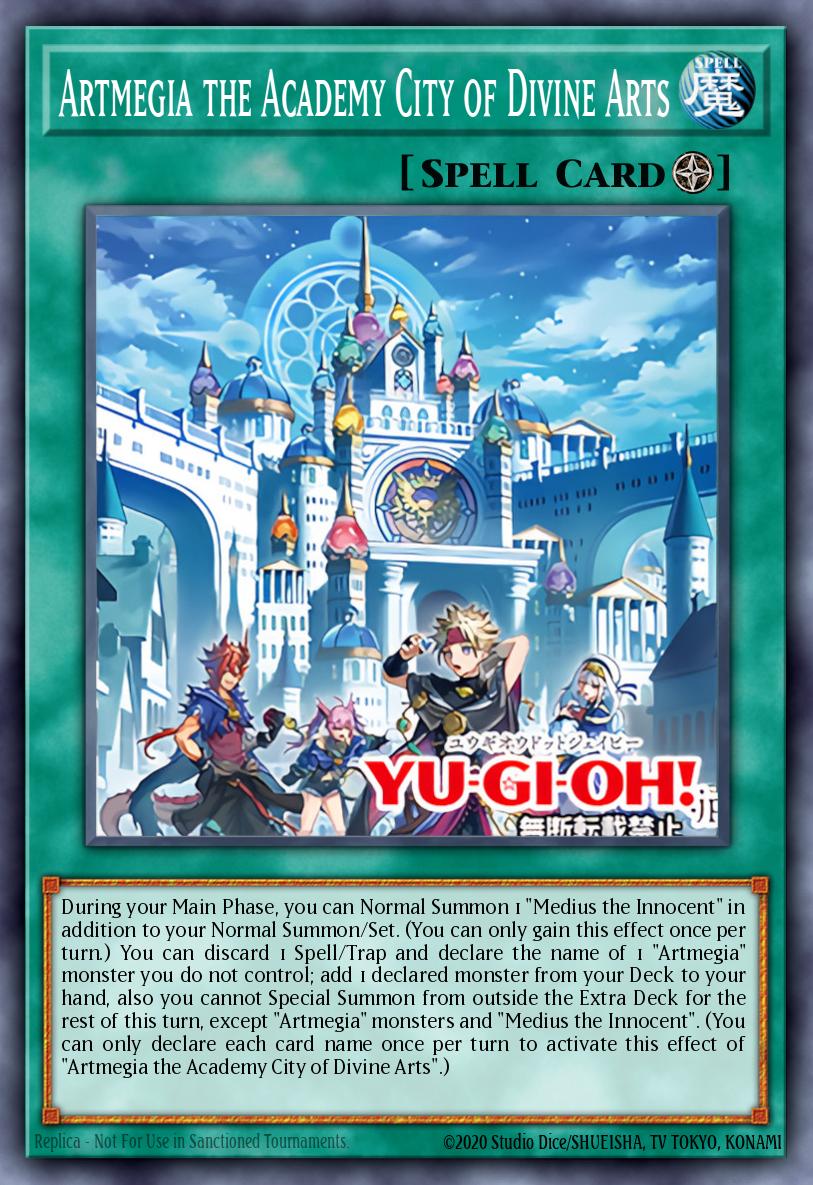 Artmegia the Academy City of Divine Arts
SPELL
魔
[Spell Card]
ユウギオウドットジェイピー
YU-GI-OH!
.jp
無断転載禁止
During your Main Phase, you can Normal Summon 1 "Medius the Innocent" in
addition to your Normal Summon/Set. (You can only gain this effect once per
turn.) You can discard 1 Spell/Trap and declare the name of 1 "Artmegia"
monster you do not control; add 1 declared monster from your Deck to your
hand, also you cannot Special Summon from outside the Extra Deck for the
rest of this turn, except "Artmegia" monsters and "Medius the Innocent". (You
can only declare each card name once per turn to activate this effect of
"Artmegia the Academy City of Divine Arts".)
Replica - Not For Use in Sanctioned Tournaments.
©2020 Studio Dice/SHUEISHA, TV TOKYO, KONAMI